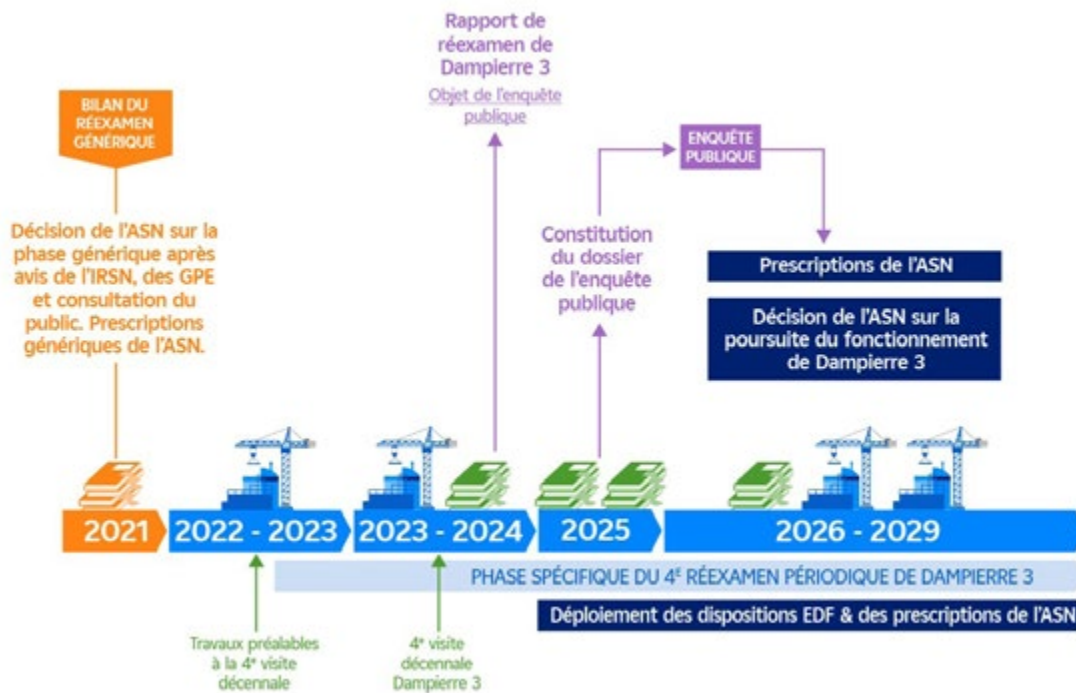 Rapport de
réexamen de
Dampierre 3
Objet de l'enquête
publique
BILAN DU
RÉEXAMEN
GÉNÉRIQUE
ENQUÊTE
PUBLIQUE
Décision de l'ASN sur la
phase générique après
avis de l'IRSN, des GPE
et consultation du
public. Prescriptions
génériques de l'ASN.
Constitution
du dossier
de l'enquête
publique
Prescriptions de l'ASN
Décision de l'ASN sur la
poursuite du fonctionnement
de Dampierre 3
2021
2022 - 2023
2023 - 2024
2025
2026 - 2029
PHASE SPÉCIFIQUE DU 4E RÉEXAMEN PÉRIODIQUE DE DAMPIERRE 3
Déploiement des dispositions EDF & des prescriptions de l'ASN
Travaux préalables
à la 4e visite
décennale
4e visite
décennale
Dampierre 3